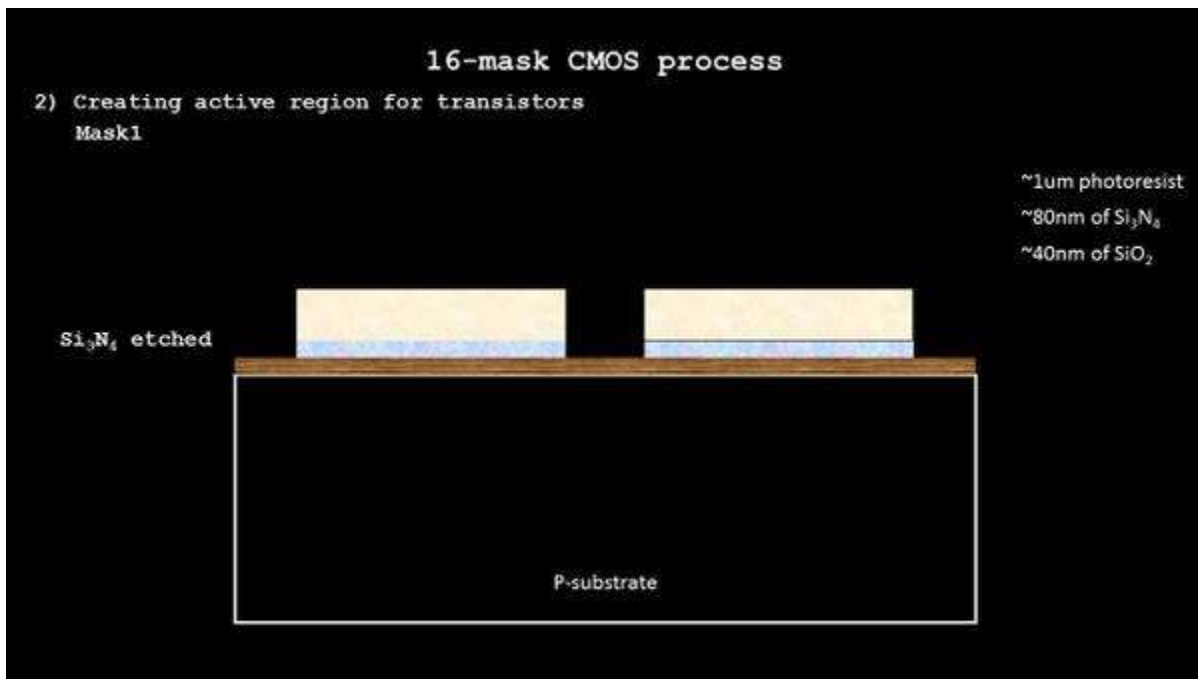 16-mask CMOS process
2) Creating active region for transistors
Mask1
~1um photoresist
~80nm of Si₃N₄
~40nm of SiO₂
Si₃N₄ etched
P-substrate